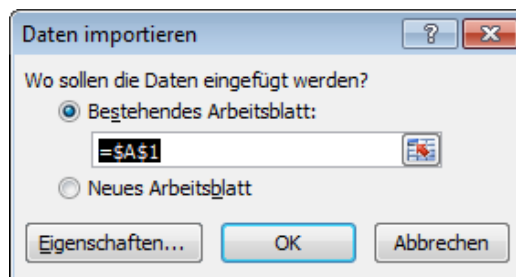 Daten importieren
Wo sollen die Daten eingefügt werden?
Bestehendes Arbeitsblatt:
=$A$1
Neues Arbeitsblatt
Eigenschaften... OK Abbrechen